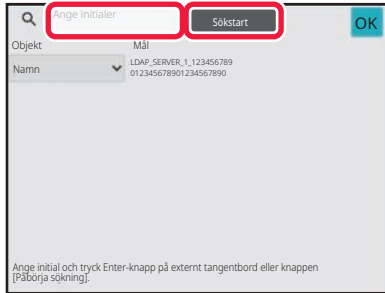 Ange initialer
Sökstart
OK
Objekt
Mål
Namn
LDAP_SERVER_1_123456789
012345678901234567890
Ange initial och tryck Enter-knapp på externt tangentbord eller knappen
[Påbörja sökning].